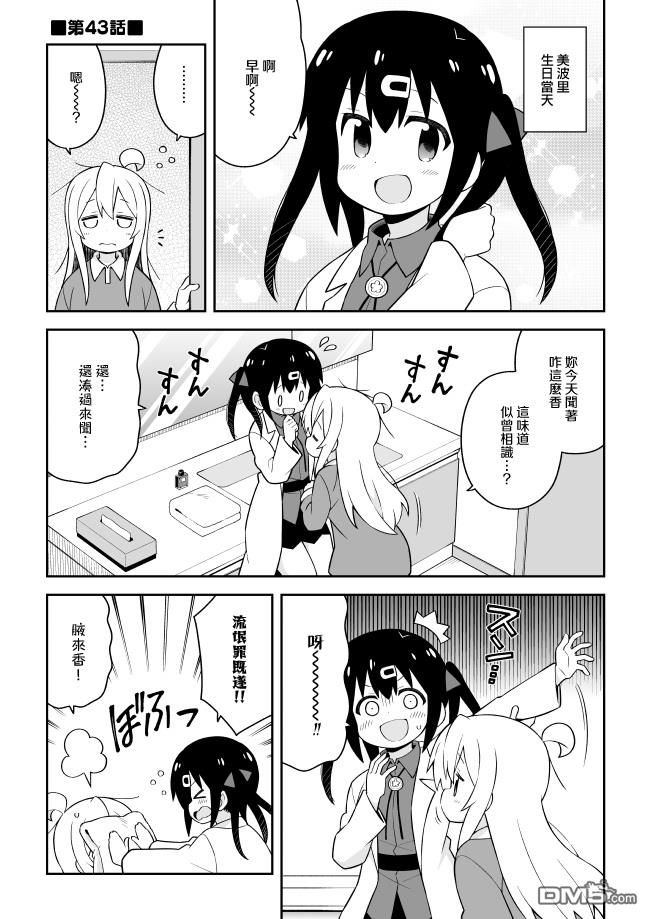 ■第43話■
美波里
生日當天
啊
早啊～～～
………
嗯～～？
妳今天聞著
咋這麼香
這味道
似曾相識…？
すん
すん
すん
すん
還…
還湊過來聞…
スン…
呀～～～～!!
流氓罪既遂!!
ぼふっ
賊來香！
DM5.com